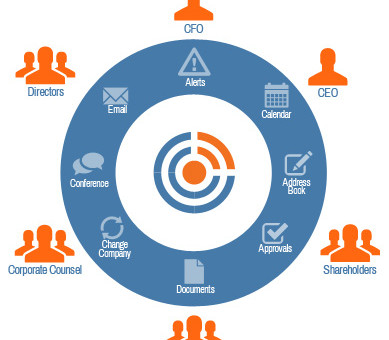 CFO
Directors
CEO
Alerts
Email
Calendar
Conference
Address
Book
Change
Company
Approvals
Documents
Corporate Counsel
Shareholders